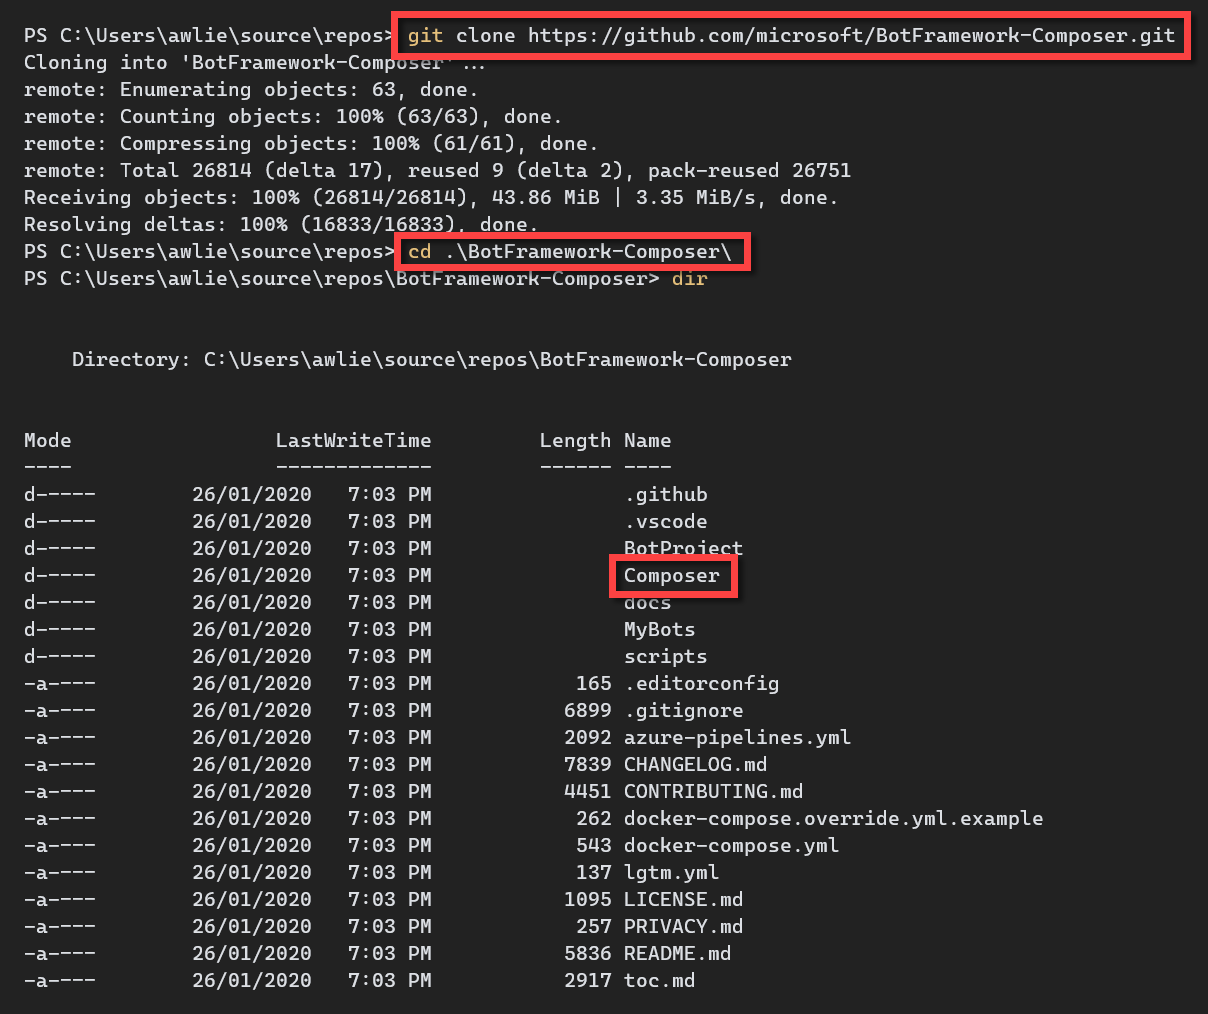 PS C:\Users\awlie\source\repos> git clone https://github.com/microsoft/BotFramework-Composer.git
Cloning into 'BotFramework-Composer'...
remote: Enumerating objects: 63, done.
remote: Counting objects: 100% (63/63), done.
remote: Compressing objects: 100% (61/61), done.
remote: Total 26814 (delta 17), reused 9 (delta 2), pack-reused 26751
Receiving objects: 100% (26814/26814), 43.86 MiB | 3.35 MiB/s, done.
Resolving deltas: 100% (16833/16833), done.
PS C:\Users\awlie\source\repos> cd .\BotFramework-Composer\
PS C:\Users\awlie\source\repos\BotFramework-Composer> dir
Directory: C:\Users\awlie\source\repos\BotFramework-Composer
Mode LastWriteTime Length Name
---- ------------- ------ ----
d----- 26/01/2020 7:03 PM .github
d----- 26/01/2020 7:03 PM .vscode
d----- 26/01/2020 7:03 PM BotProject
d----- 26/01/2020 7:03 PM Composer
d----- 26/01/2020 7:03 PM docs
d----- 26/01/2020 7:03 PM MyBots
d----- 26/01/2020 7:03 PM scripts
-a---- 26/01/2020 7:03 PM 165 .editorconfig
-a---- 26/01/2020 7:03 PM 6899 .gitignore
-a---- 26/01/2020 7:03 PM 2092 azure-pipelines.yml
-a---- 26/01/2020 7:03 PM 7839 CHANGELOG.md
-a---- 26/01/2020 7:03 PM 4451 CONTRIBUTING.md
-a---- 26/01/2020 7:03 PM 262 docker-compose.override.yml.example
-a---- 26/01/2020 7:03 PM 543 docker-compose.yml
-a---- 26/01/2020 7:03 PM 137 lgtm.yml
-a---- 26/01/2020 7:03 PM 1095 LICENSE.md
-a---- 26/01/2020 7:03 PM 257 PRIVACY.md
-a---- 26/01/2020 7:03 PM 5836 README.md
-a---- 26/01/2020 7:03 PM 2917 toc.md